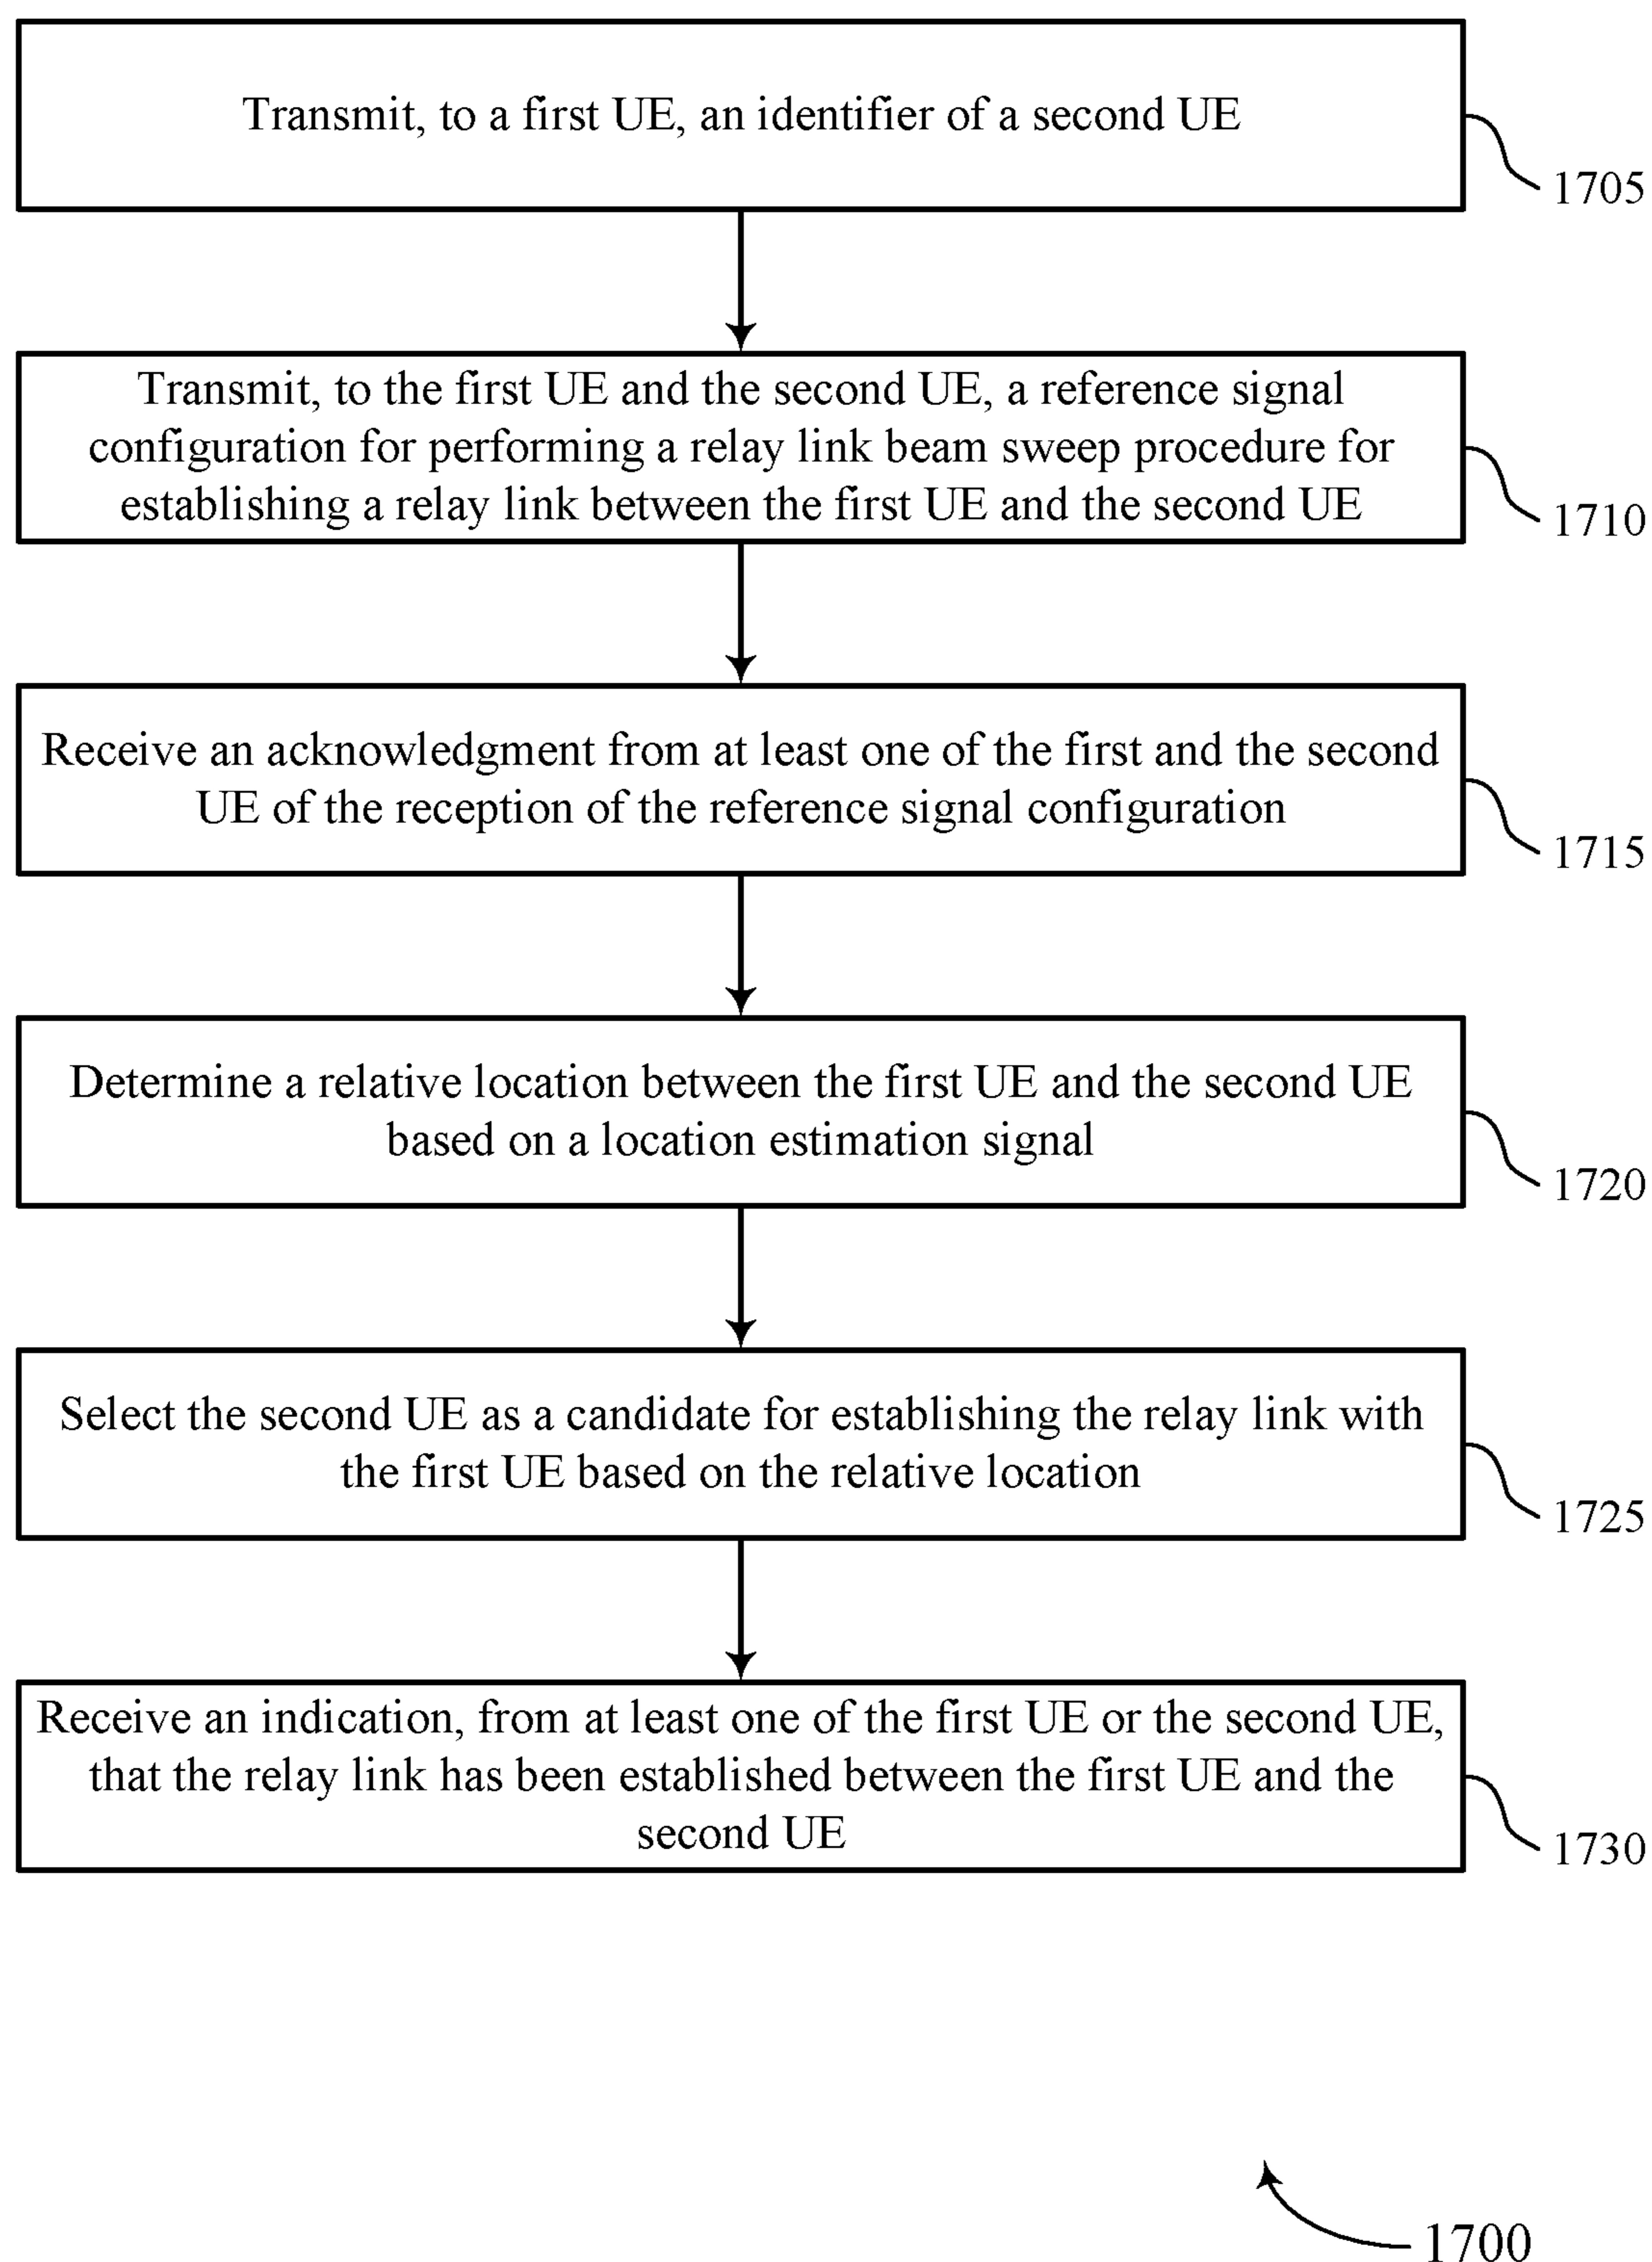 Transmit, to a first UE, an identifier of a second UE
1705
Transmit, to the first UE and the second UE, a reference signal
configuration for performing a relay link beam sweep procedure for
establishing a relay link between the first UE and the second UE
1710
Receive an acknowledgment from at least one of the first and the second
UE of the reception of the reference signal configuration
1715
Determine a relative location between the first UE and the second UE
based on a location estimation signal
1720
Select the second UE as a candidate for establishing the relay link with
the first UE based on the relative location
1725
Receive an indication, from at least one of the first UE or the second UE,
that the relay link has been established between the first UE and the
second UE
1730
1700